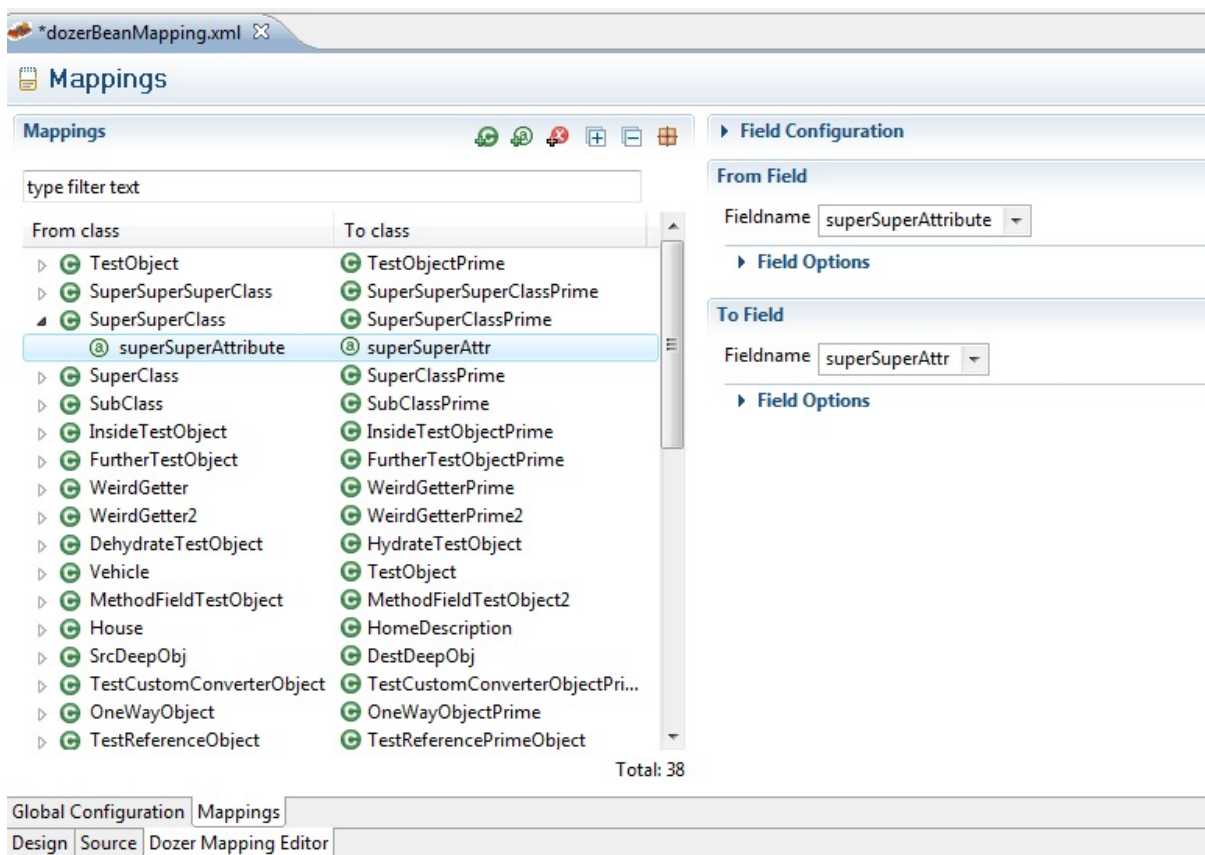 *dozerBeanMapping.xml
Mappings
Mappings
type filter text
From class To class
TestObject TestObjectPrime
SuperSuperSuperClass SuperSuperSuperClassPrime
SuperSuperClass SuperSuperClassPrime
superSuperAttribute superSuperAttr
SuperClass SuperClassPrime
SubClass SubClassPrime
InsideTestObject InsideTestObjectPrime
FurtherTestObject FurtherTestObjectPrime
WeirdGetter WeirdGetterPrime
WeirdGetter2 WeirdGetterPrime2
DehydrateTestObject HydrateTestObject
Vehicle TestObject
MethodFieldTestObject MethodFieldTestObject2
House HomeDescription
SrcDeepObj DestDeepObj
TestCustomConverterObject TestCustomConverterObjectPri...
OneWayObject OneWayObjectPrime
TestReferenceObject TestReferencePrimeObject
Total: 38
Field Configuration
From Field
Fieldname superSuperAttribute
Field Options
To Field
Fieldname superSuperAttr
Field Options
Global Configuration Mappings
Design Source Dozer Mapping Editor